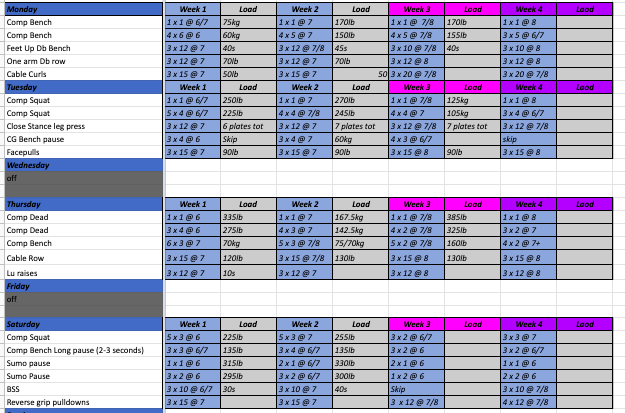 Monday Week 1 Load Week 2 Load Week 3 Load Week 4 Load
Comp Bench 1 x 1 @ 6/7 75kg 1 x 1 @ 7 170lb 1 x 1 @ 7/8 170lb 1 x 1 @ 8
Comp Bench 4 x 6 @ 6 60kg 4 x 5 @ 7 150lb 4 x 5 @ 7/8 155lb 3 x 5 @ 6/7
Feet Up Db Bench 3 x 12 @ 7 40s 3 x 12 @ 7/8 45s 3 x 10 @ 7/8 40s 3 x 10 @ 8
One arm Db row 3 x 12 @ 7 70lb 3 x 12 @ 7 70lb 3 x 12 @ 8 3 x 12 @ 8
Cable Curls 3 x 15 @ 7 50lb 3 x 15 @ 7 50 3 x 20 @ 7/8 3 x 20 @ 7/8
Tuesday Week 1 Load Week 2 Load Week 3 Load Week 4 Load
Comp Squat 1 x 1 @ 6/7 250lb 1 x 1 @ 7 270lb 1 x 1 @ 7/8 125kg 1 x 1 @ 8
Comp Squat 5 x 4 @ 6/7 225lb 4 x 4 @ 7/8 245lb 4 x 4 @ 7 105kg 3 x 4 @ 6/7
Close Stance leg press 3 x 12 @ 7 6 plates tot 3 x 12 @ 7 7 plates tot 3 x 12 @ 7/8 7 plates tot 3 x 12 @ 7/8
CG Bench pause 3 x 4 @ 6 Skip 3 x 4 @ 7 60kg 4 x 3 @ 6/7 skip
Facepulls 3 x 15 @ 7 90lb 3 x 15 @ 7 90lb 3 x 15 @ 8 90lb 3 x 15 @ 8
Wednesday
off
Thursday Week 1 Load Week 2 Load Week 3 Load Week 4 Load
Comp Dead 1 x 1 @ 6 335lb 1 x 1 @ 7 167.5kg 1 x 1 @ 7/8 385lb 1 x 1 @ 8
Comp Dead 3 x 4 @ 6 275lb 4 x 3 @ 7 142.5kg 4 x 2 @ 7/8 325lb 3 x 2 @ 7
Comp Bench 6 x 3 @ 7 70kg 5 x 3 @ 7/8 75/70kg 5 x 2 @ 7/8 160lb 4 x 2 @ 7+
Cable Row 3 x 15 @ 7 120lb 3 x 15 @ 7/8 130lb 3 x 15 @ 8 130lb 3 x 15 @ 8
Lu raises 3 x 12 @ 7 10s 3 x 12 @ 7 3 x 12 @ 8 3 x 12 @ 8
Friday
off
Saturday Week 1 Load Week 2 Load Week 3 Load Week 4 Load
Comp Squat 5 x 3 @ 6 225lb 5 x 3 @ 7 255lb 3 x 2 @ 6/7 3 x 3 @ 7
Comp Bench Long pause (2-3 seconds) 3 x 3 @ 6/7 135lb 3 x 4 @ 6/7 135lb 3 x 2 @ 6 3 x 3 @ 7/8
Sumo pause 1 x 1 @ 6 315lb 2 x 1 @ 6/7 330lb 2 x 1 @ 6 1 x 1 @ 6
Sumo Pause 3 x 2 @ 6 295lb 3 x 2 @ 6/7 300lb 1 x 2 @ 6 2 x 2 @ 6
BSS 3 x 10 @ 6/7 30s 3 x 10 @ 7 40s Skip 3 x 10 @ 7/8
Reverse grip pulldowns 3 x 15 @ 7 3 x 15 @ 7 3 x 12 @ 7/8 4 x 12 @ 7/8